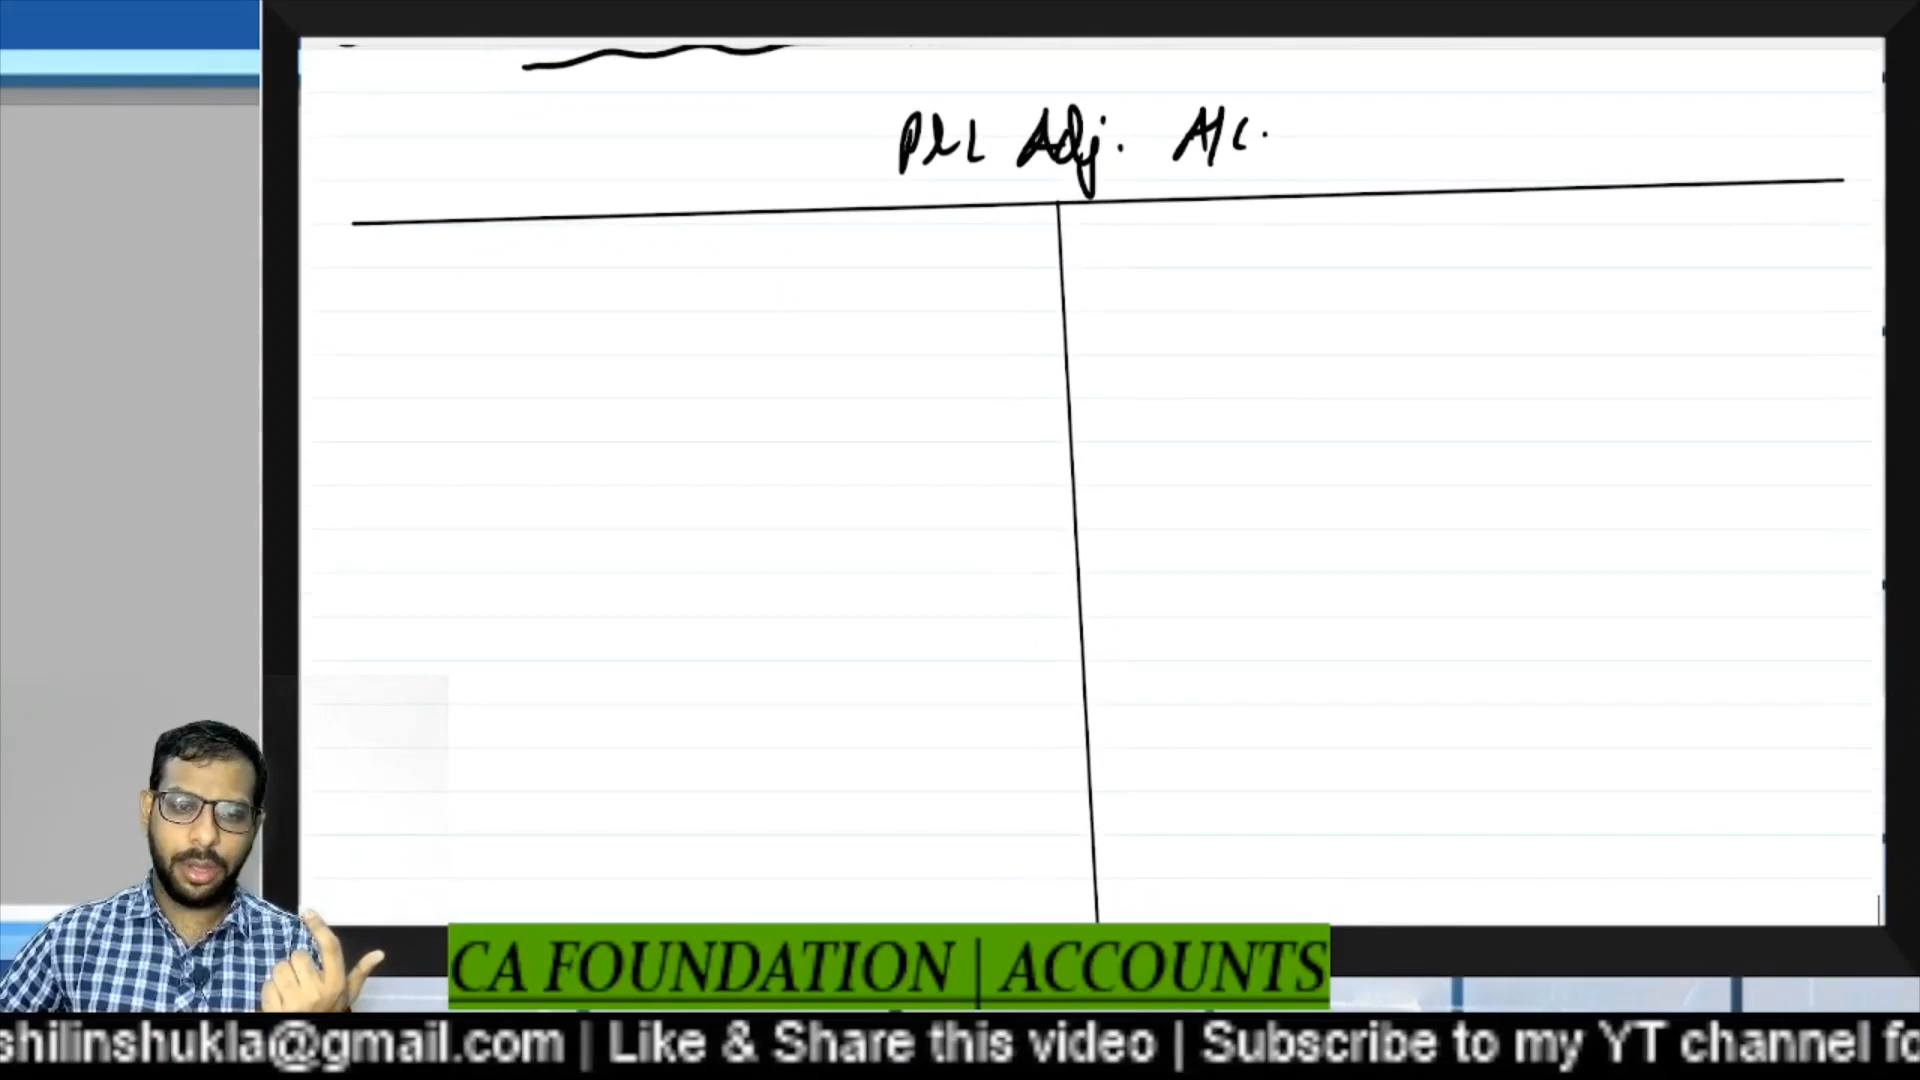 P&L Adj. A/c.
CA FOUNDATION | ACCOUNTS
shilinshukla@gmail.com | Like & Share this video | Subscribe to my YT channel fo